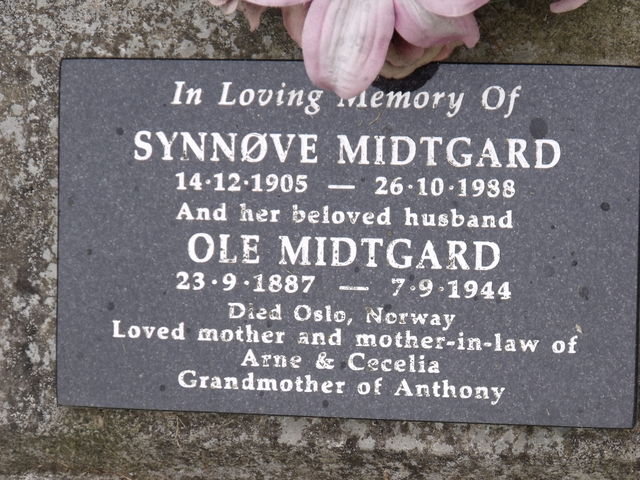 In Loving Memory Of
SYNNØVE MIDTGARD
14·12·1905 — 26·10·1988
And her beloved husband
OLE MIDTGARD
23·9·1887 — 7·9·1944
Died Oslo, Norway
Loved mother and mother-in-law of
Arne & Cecelia
Grandmother of Anthony